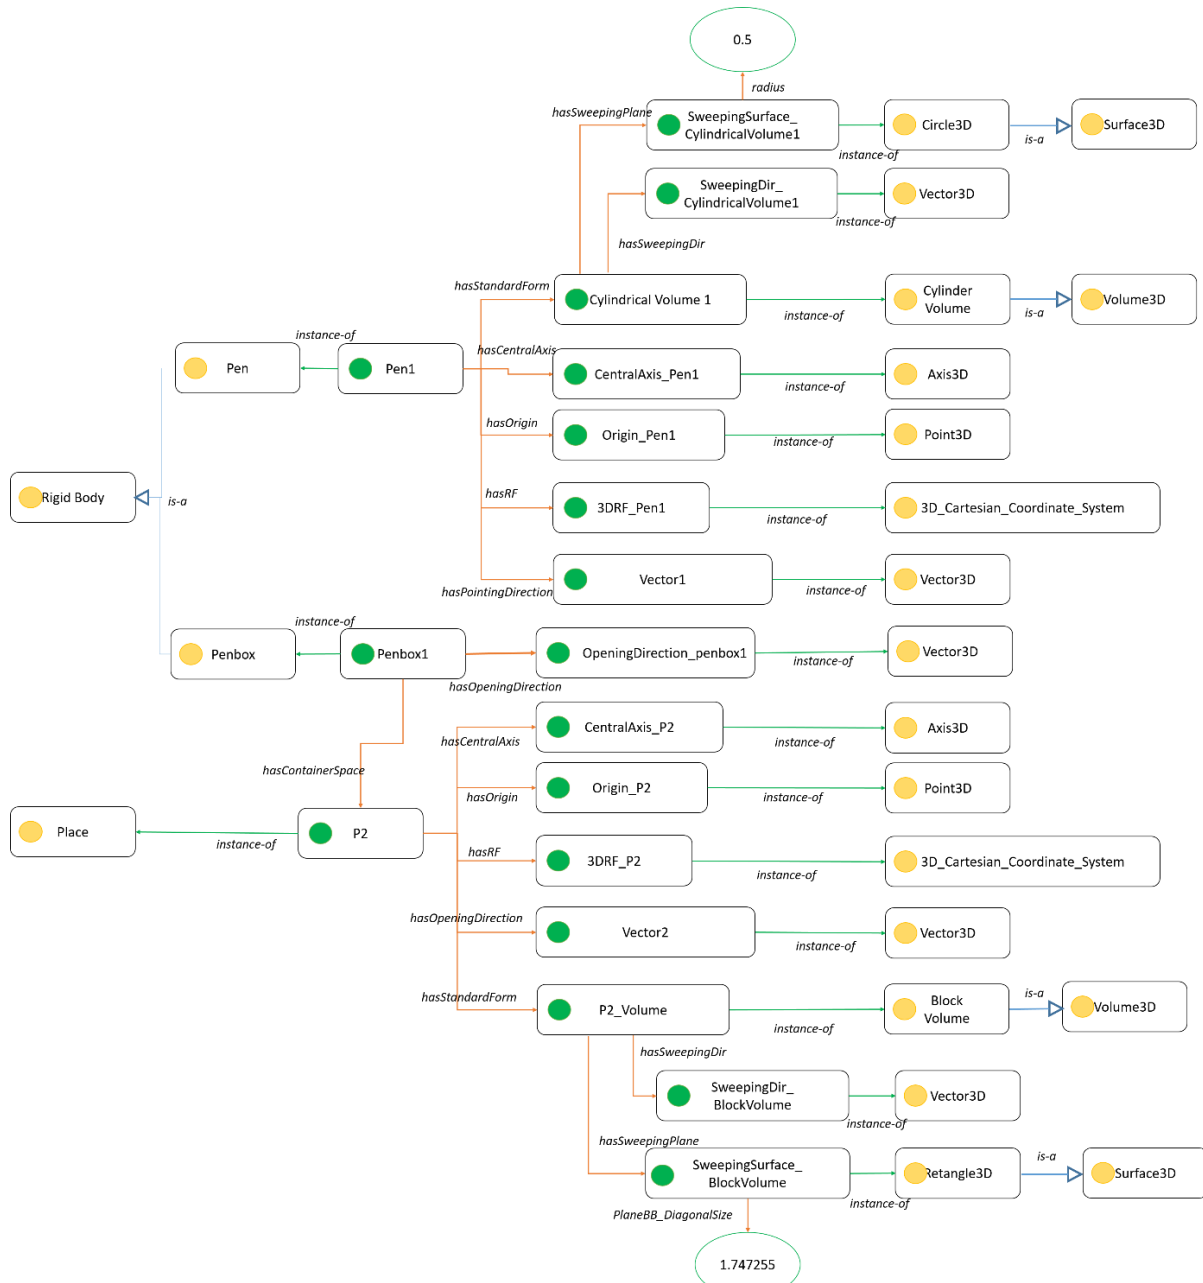 0.5
radius
hasSweepingPlane
SweepingSurface_
CylindricalVolume1
Circle3D
Surface3D
instance-of
is-a
SweepingDir_
CylindricalVolume1
Vector3D
instance-of
hasSweepingDir
hasStandardForm
Cylindrical Volume 1
Cylinder
Volume
Volume3D
instance-of
is-a
instance-of
hasCentralAxis
Pen
Pen1
CentralAxis_Pen1
Axis3D
instance-of
hasOrigin
Origin_Pen1
Point3D
instance-of
Rigid Body
is-a
hasRF
3DRF_Pen1
3D_Cartesian_Coordinate_System
instance-of
Vector1
Vector3D
hasPointingDirection
instance-of
instance-of
Penbox
Penbox1
OpeningDirection_penbox1
Vector3D
instance-of
hasOpeningDirection
CentralAxis_P2
Axis3D
hasCentralAxis
instance-of
hasContainerSpace
Origin_P2
Point3D
hasOrigin
instance-of
Place
P2
instance-of
hasRF
3DRF_P2
3D_Cartesian_Coordinate_System
instance-of
hasOpeningDirection
Vector2
Vector3D
instance-of
hasStandardForm
P2_Volume
Block
Volume
is-a
Volume3D
instance-of
hasSweepingDir
SweepingDir_
BlockVolume
Vector3D
instance-of
hasSweepingPlane
SweepingSurface_
BlockVolume
Retangle3D
is-a
Surface3D
instance-of
PlaneBB_DiagonalSize
1.747255